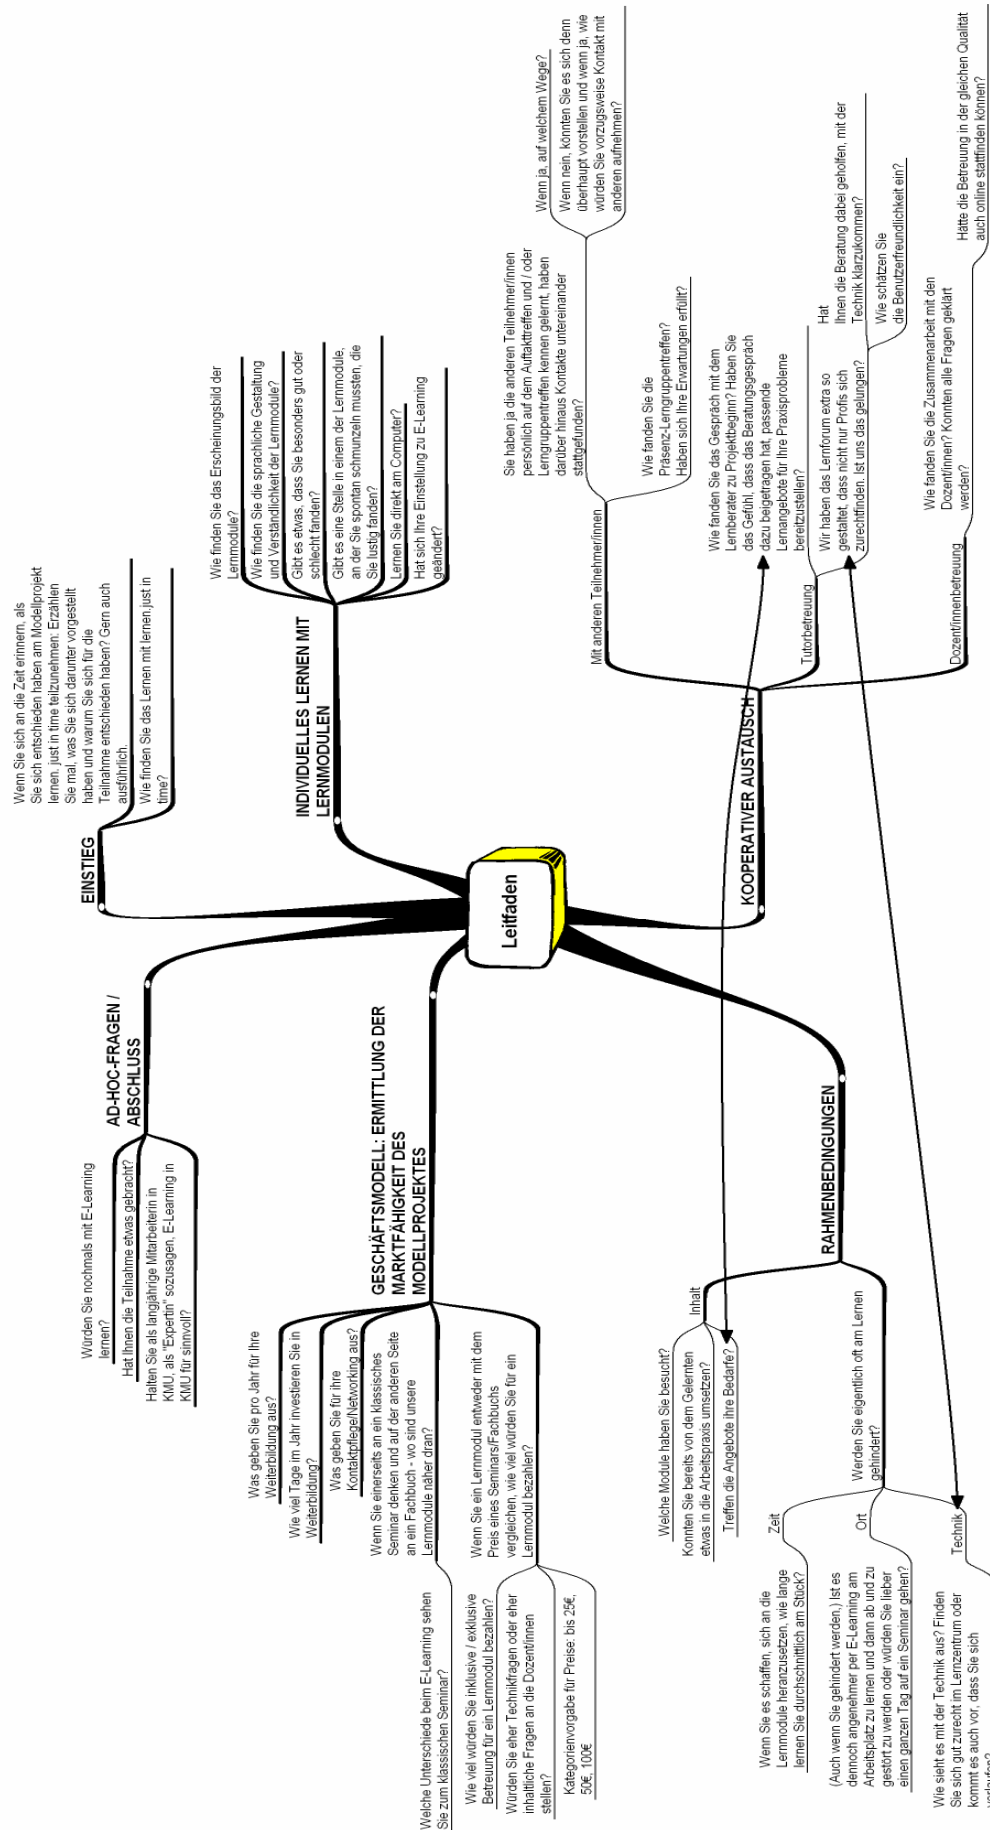 Leitfaden
EINSTIEG
Wenn Sie sich an die Zeit erinnern, als
Sie sich entschieden haben am Modellprojekt
lernen. just in time teilzunehmen: Erzählen
Sie mal, was Sie sich darunter vorgestellt
haben und warum Sie sich für die
Teilnahme entschieden haben? Gern auch
ausführlich.
Wie finden Sie das Lernen mit lernen.just in
time?
INDIVIDUELLES LERNEN MIT
LERNMODULEN
Wie finden Sie das Erscheinungsbild der
Lernmodule?
Wie finden Sie die sprachliche Gestaltung
und Verständlichkeit der Lernmodule?
Gibt es etwas, dass Sie besonders gut oder
schlecht fanden?
Gibt es eine Stelle in einem der Lernmodule,
an der Sie spontan schmunzeln mussten, die
Sie lustig fanden?
Lernen Sie direkt am Computer?
Hat sich Ihre Einstellung zu E-Learning
geändert?
KOOPERATIVER AUSTAUSCH
Mit anderen Teilnehmer/innen
Sie haben ja die anderen Teilnehmer/innen
persönlich auf dem Auftakttreffen und / oder
Lerngruppentreffen kennen gelernt, haben
darüber hinaus Kontakte untereinander
stattgefunden?
Wenn ja, auf welchem Wege?
Wenn nein, könnten Sie es sich denn
überhaupt vorstellen und wenn ja, wie
würden Sie vorzugsweise Kontakt mit
anderen aufnehmen?
Wie fanden Sie die
Präsenz-Lerngruppentreffen?
Haben sich Ihre Erwartungen erfüllt?
Tutorbetreuung
Wie fanden Sie das Gespräch mit dem
Lernberater zu Projektbeginn? Haben Sie
das Gefühl, dass das Beratungsgespräch
dazu beigetragen hat, passende
Lernangebote für Ihre Praxisprobleme
bereitzustellen?
Wir haben das Lernforum extra so
gestaltet, dass nicht nur Profis sich
zurechtfinden. Ist uns das gelungen?
Hat
Ihnen die Beratung dabei geholfen, mit der
Technik klarzukommen?
Wie schätzen Sie
die Benutzerfreundlichkeit ein?
Dozent/innenbetreuung
Wie fanden Sie die Zusammenarbeit mit den
Dozent/innen? Konnten alle Fragen geklärt
werden?
Hätte die Betreuung in der gleichen Qualität
auch online stattfinden können?
RAHMENBEDINGUNGEN
Inhalt
Welche Module haben Sie besucht?
Konnten Sie bereits von dem Gelernten
etwas in die Arbeitspraxis umsetzen?
Treffen die Angebote ihre Bedarfe?
Werden Sie eigentlich oft am Lernen
gehindert?
Zeit
Wenn Sie es schaffen, sich an die
Lernmodule heranzusetzen, wie lange
lernen Sie durchschnittlich am Stück?
Ort
(Auch wenn Sie gehindert werden,) Ist es
dennoch angenehmer per E-Learning am
Arbeitsplatz zu lernen und dann ab und zu
gestört zu werden oder würden Sie lieber
einen ganzen Tag auf ein Seminar gehen?
Technik
Wie sieht es mit der Technik aus? Finden
Sie sich gut zurecht im Lernzentrum oder
kommt es auch vor, dass Sie sich
GESCHÄFTSMODELL: ERMITTLUNG DER
MARKTFÄHIGKEIT DES
MODELLPROJEKTES
Was geben Sie pro Jahr für Ihre
Weiterbildung aus?
Wie viel Tage im Jahr investieren Sie in
Weiterbildung?
Was geben Sie für ihre
Kontaktpflege/Networking aus?
Wenn Sie einerseits an ein klassisches
Seminar denken und auf der anderen Seite
an ein Fachbuch - wo sind unsere
Lernmodule näher dran?
Welche Unterschiede beim E-Learning sehen
Sie zum klassischen Seminar?
Wenn Sie ein Lernmodul entweder mit dem
Preis eines Seminars/Fachbuchs
vergleichen, wie viel würden Sie für ein
Lernmodul bezahlen?
Wie viel würden Sie inklusive / exklusive
Betreuung für ein Lernmodul bezahlen?
Würden Sie eher Technikfragen oder eher
inhaltliche Fragen an die Dozent/innen
stellen?
Kategorienvorgabe für Preise: bis 25€,
50€, 100€
AD-HOC-FRAGEN /
ABSCHLUSS
Würden Sie nochmals mit E-Learning
lernen?
Hat Ihnen die Teilnahme etwas gebracht?
Halten Sie als langjährige Mitarbeiterin in
KMU, als "Expertin" sozusagen, E-Learning in
KMU für sinnvoll?